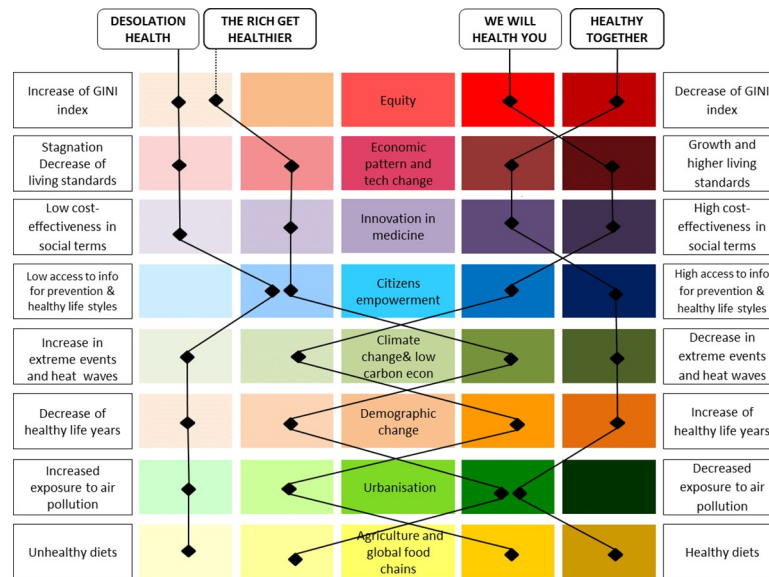 DESOLATION
HEALTH
THE RICH GET
HEALTHIER
WE WILL
HEALTH YOU
HEALTHY
TOGETHER
Increase of GINI
index
Equity
Decrease of GINI
index
Stagnation
Decrease of
living standards
Economic
pattern and
tech change
Growth and
higher living
standards
Low cost-
effectiveness in
social terms
Innovation in
medicine
High cost-
effectiveness in
social terms
Low access to info
for prevention &
healthy life styles
Citizens
empowerment
High access to info
for prevention &
healthy life styles
Increase in
extreme events
and heat waves
Climate
change& low
carbon econ
Decrease in
extreme events
and heat waves
Decrease of
healthy life years
Demographic
change
Increase of
healthy life years
Increased
exposure to air
pollution
Urbanisation
Decreased
exposure to air
pollution
Unhealthy diets
Agriculture and
global food
chains
Healthy diets